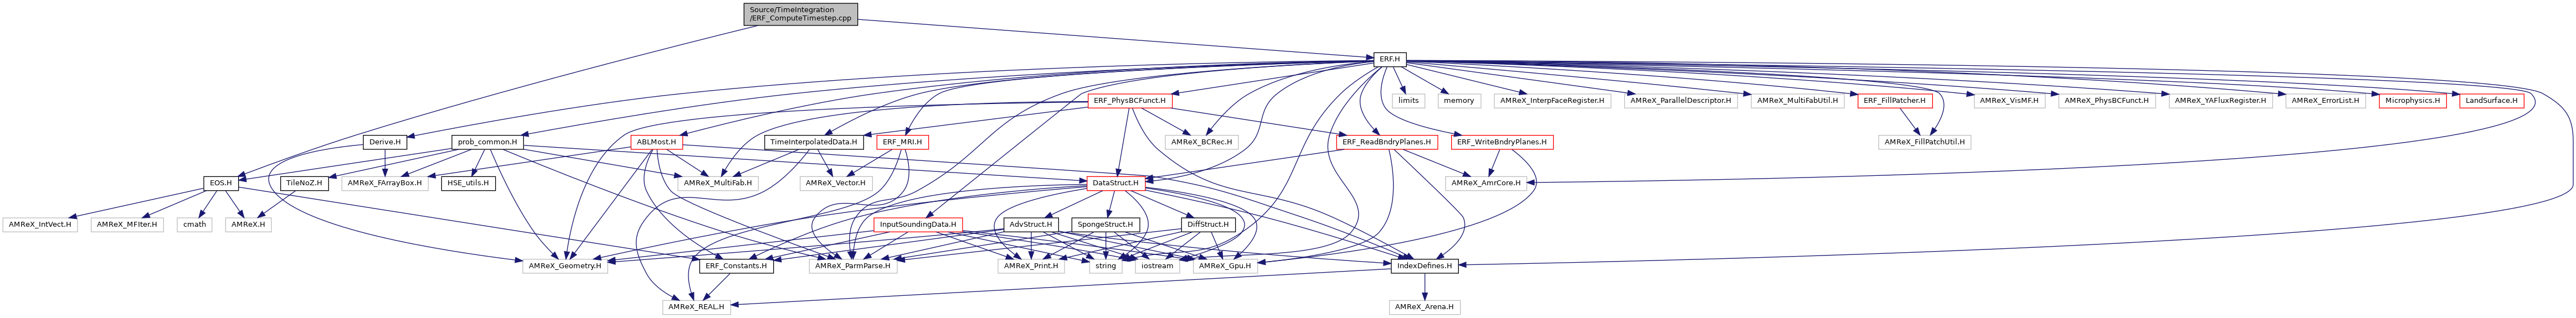 Source/TimeIntegration
/ERF_ComputeTimestep.cpp
ERF.H
ERF_PhysBCFunct.H
limits
memory
AMReX_InterpFaceRegister.H
AMReX_ParallelDescriptor.H
AMReX_MultiFabUtil.H
ERF_FillPatcher.H
AMReX_VisMF.H
AMReX_PhysBCFunct.H
AMReX_YAFluxRegister.H
AMReX_ErrorList.H
Microphysics.H
LandSurface.H
Derive.H
prob_common.H
ABLMost.H
TimeInterpolatedData.H
ERF_MRI.H
AMReX_BCRec.H
ERF_ReadBndryPlanes.H
ERF_WriteBndryPlanes.H
AMReX_FillPatchUtil.H
EOS.H
TileNoZ.H
AMReX_FArrayBox.H
HSE_utils.H
AMReX_MultiFab.H
AMReX_Vector.H
DataStruct.H
AMReX_AmrCore.H
AMReX_IntVect.H
AMReX_MFIter.H
cmath
AMReX.H
InputSoundingData.H
AdvStruct.H
SpongeStruct.H
DiffStruct.H
AMReX_Geometry.H
ERF_Constants.H
AMReX_ParmParse.H
AMReX_Print.H
string
iostream
AMReX_Gpu.H
IndexDefines.H
AMReX_REAL.H
AMReX_Arena.H